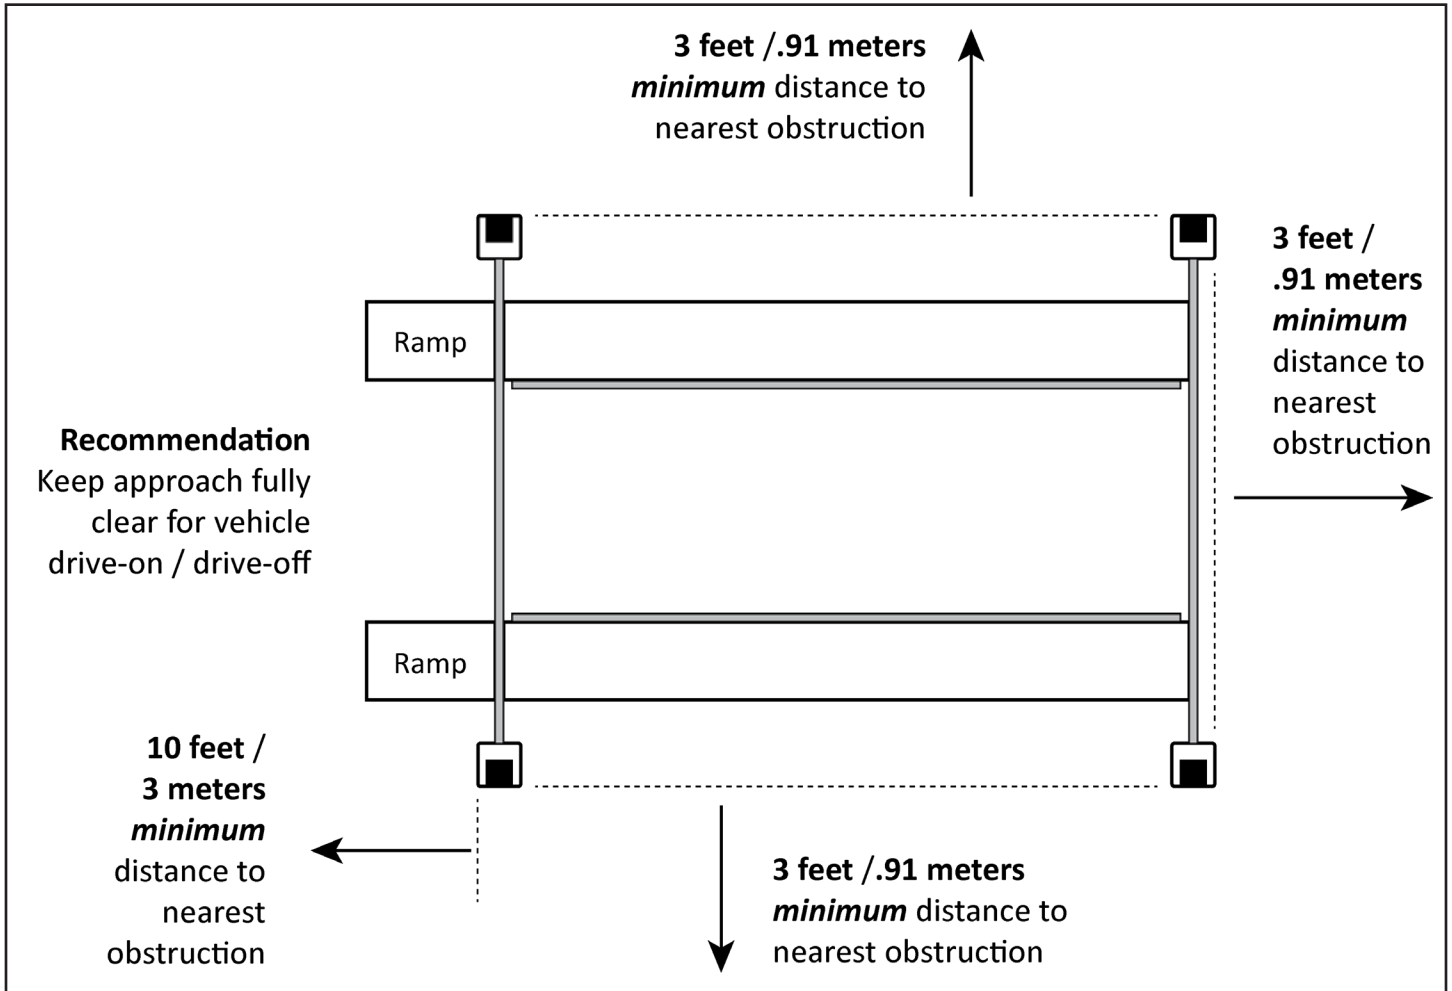 3 feet /.91 meters
minimum distance to
nearest obstruction
3 feet /
.91 meters
minimum
distance to
nearest
obstruction
Ramp
Recommendation
Keep approach fully
clear for vehicle
drive-on / drive-off
Ramp
10 feet /
3 meters
minimum
distance to
nearest
obstruction
3 feet /.91 meters
minimum distance to
nearest obstruction